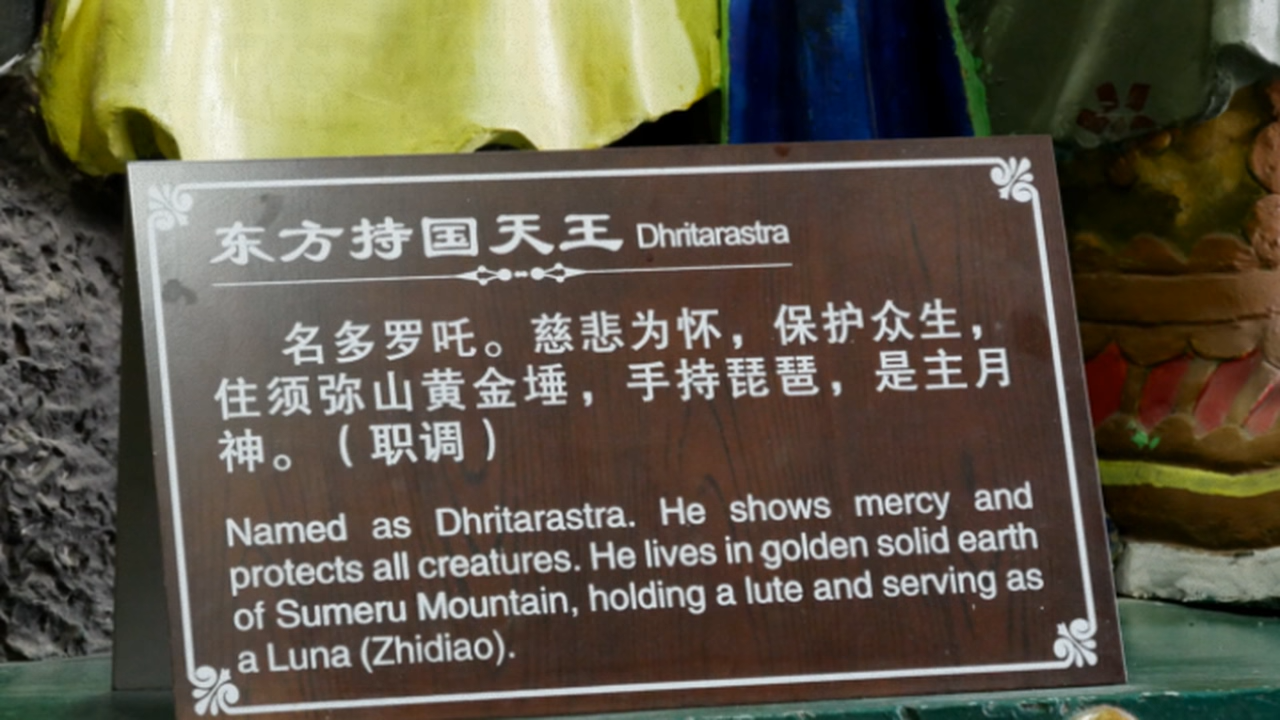 东方持国天王 Dhritarastra
名多罗吒。慈悲为怀，保护众生，
住须弥山黄金埵，手持琵琶，是主月
神。（职调）
Named as Dhritarastra. He shows mercy and
protects all creatures. He lives in golden solid earth
of Sumeru Mountain, holding a lute and serving as
a Luna (Zhidiao).